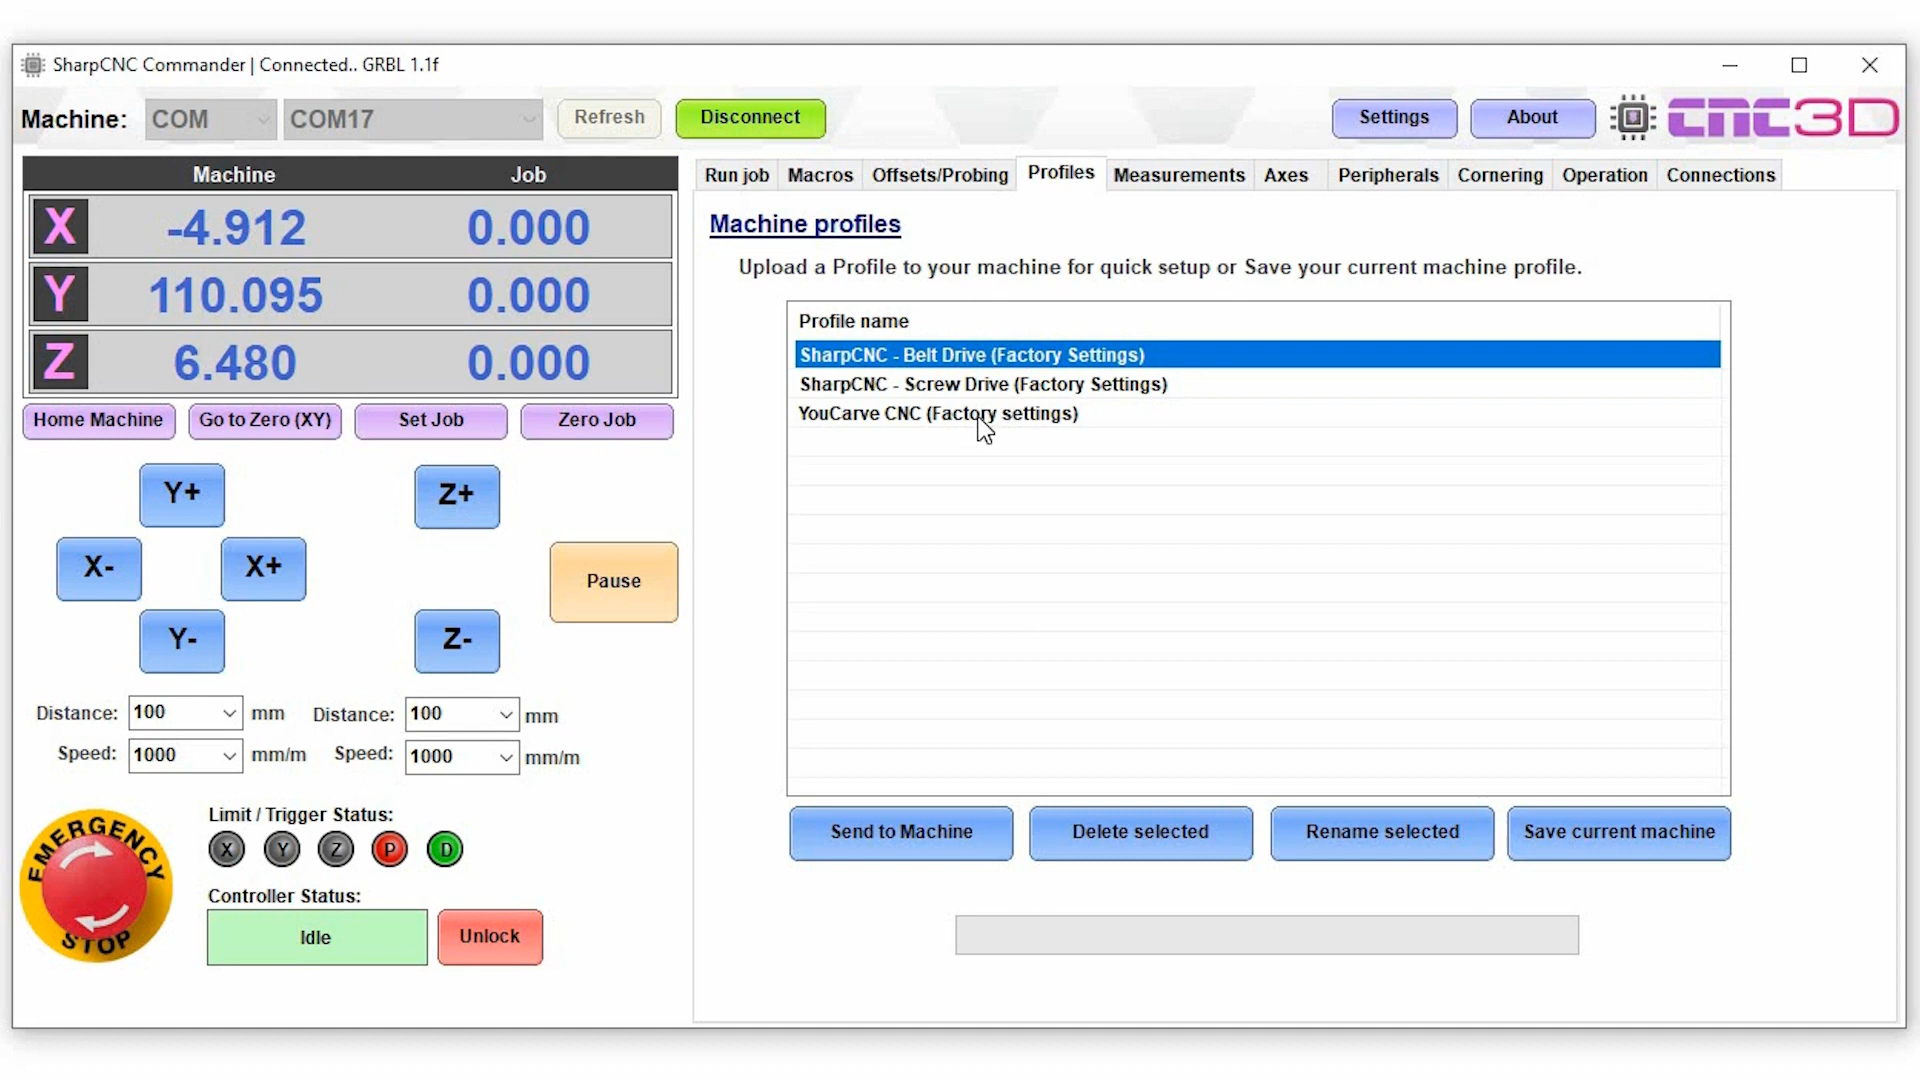 SharpCNC Commander | Connected.. GRBL 1.1f
Machine: COM COM17 Refresh Disconnect Settings About CNC3D
Machine Job
X -4.912 0.000
Y 110.095 0.000
Z 6.480 0.000
Home Machine Go to Zero (XY) Set Job Zero Job
Y+ Z+
X- X+ Pause
Y- Z-
Distance: 100 mm Distance: 100 mm
Speed: 1000 mm/m Speed: 1000 mm/m
EMERGENCY
STOP
Limit / Trigger Status:
X Y Z P D
Controller Status:
Idle Unlock
Run job Macros Offsets/Probing Profiles Measurements Axes Peripherals Cornering Operation Connections
Machine profiles
Upload a Profile to your machine for quick setup or Save your current machine profile.
Profile name
SharpCNC - Belt Drive (Factory Settings)
SharpCNC - Screw Drive (Factory Settings)
YouCarve CNC (Factory settings)
Send to Machine Delete selected Rename selected Save current machine